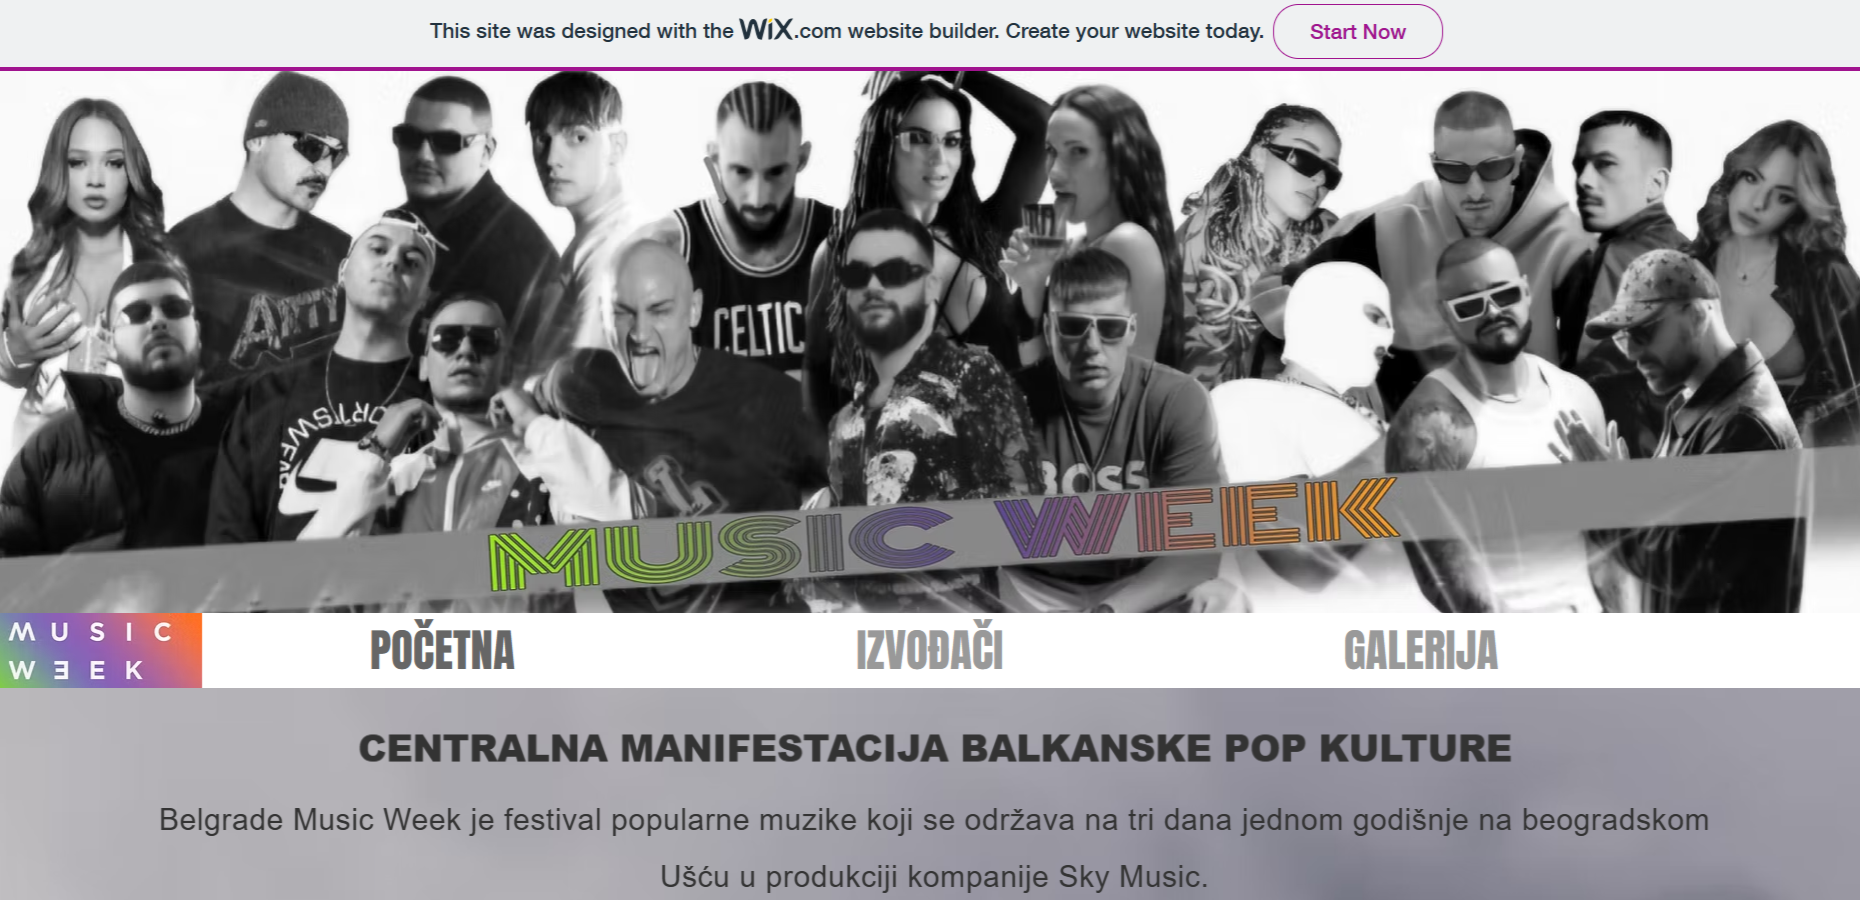 This site was designed with the WiX.com website builder. Create your website today. Start Now
CELTIC
BOSS
MUSIC WEEK
MUSIC
WƎEK
POČETNA IZVOĐAČI GALERIJA
CENTRALNA MANIFESTACIJA BALKANSKE POP KULTURE
Belgrade Music Week je festival popularne muzike koji se održava na tri dana jednom godišnje na beogradskom
Ušću u produkciji kompanije Sky Music.